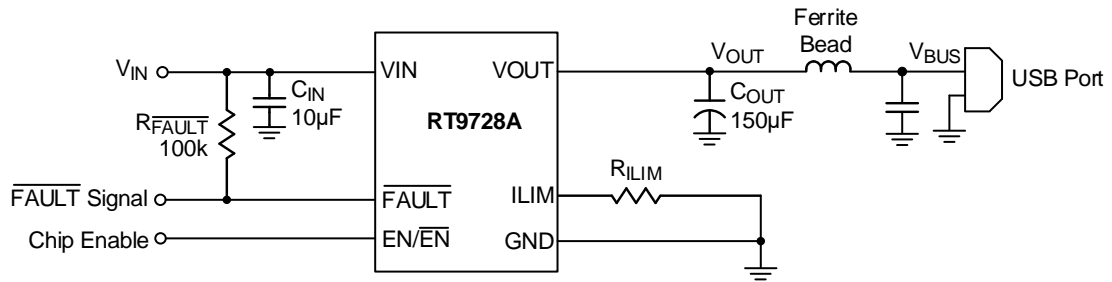 Ferrite
Bead
VIN
VIN
VOUT
VOUT
VBUS
USB Port
CIN
10µF
COUT
150µF
RFAULT
100k
RT9728A
RILIM
FAULT Signal
FAULT
ILIM
Chip Enable
EN/EN
GND